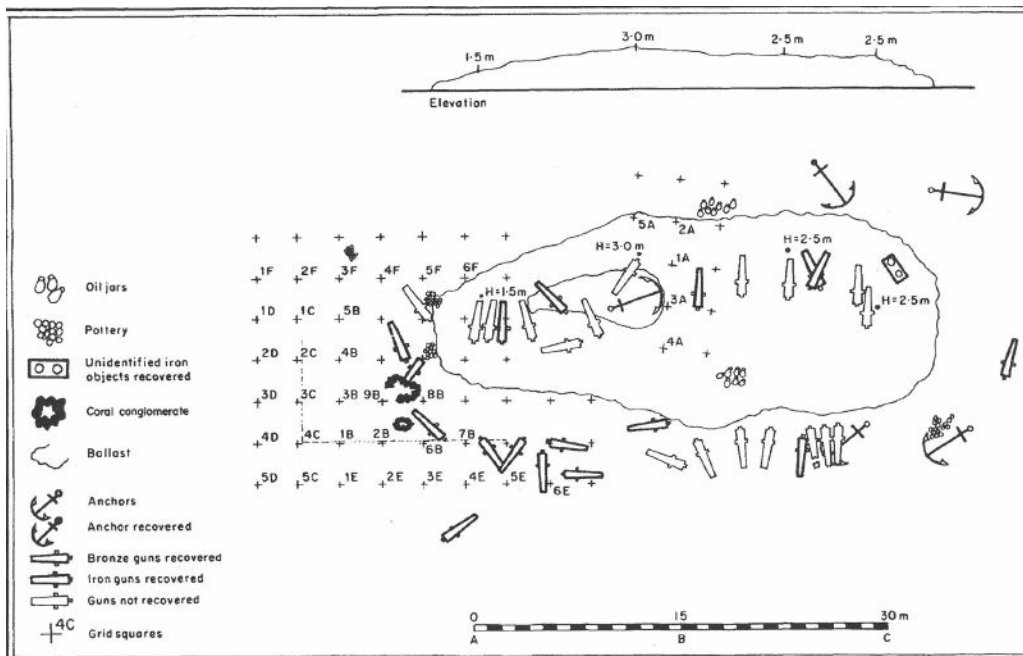 3·0 m
2·5 m 2·5 m
1·5 m
Elevation
5A 2A
H=3·0 m H=2·5 m
1F 2F 3F 4F 5F 6F 1A
Oil jars
H=1·5 m 3A H=2·5 m
1D 1C 5B
Pottery
4A
2D 2C 4B
Unidentified iron
objects recovered
3D 3C 3B 9B 8B
Coral conglomerate
4D 4C 1B 2B 6B 7B
Ballast
5D 5C 1E 2E 3E 4E 5E 6E
Anchors
Anchor recovered
Bronze guns recovered
Iron guns recovered
Guns not recovered
4C Grid squares
0 15 30 m
A B C